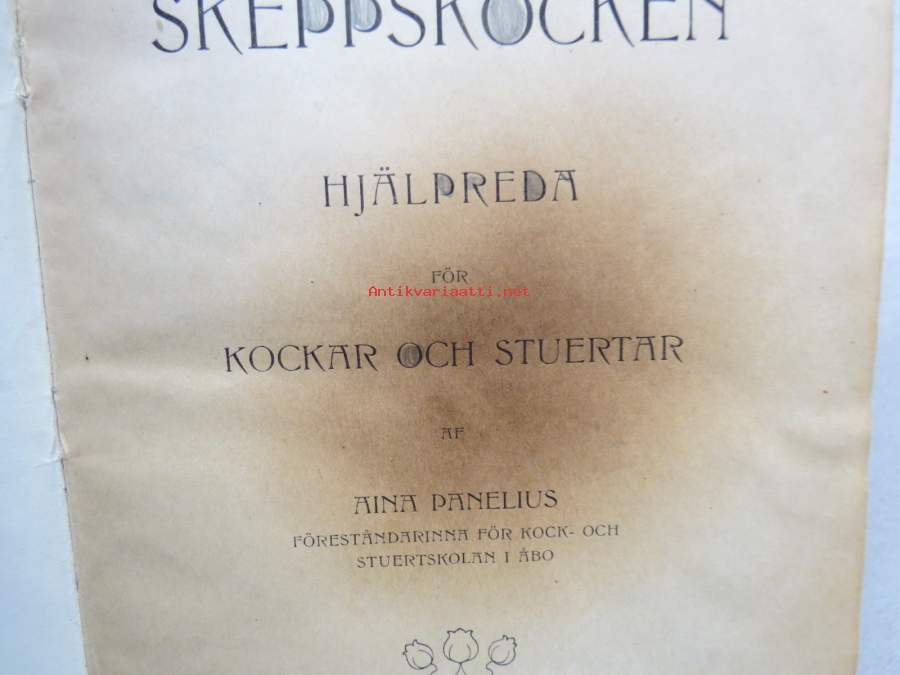 SKEPPSKOCKEN
HJÄLPREDA
FÖR
Antikvariaatti.net
KOCKAR OCH STUERTAR
AF
AINA PANELIUS
FÖRESTÅNDARINNA FÖR KOCK- OCH
STUERTSKOLAN I ÅBO